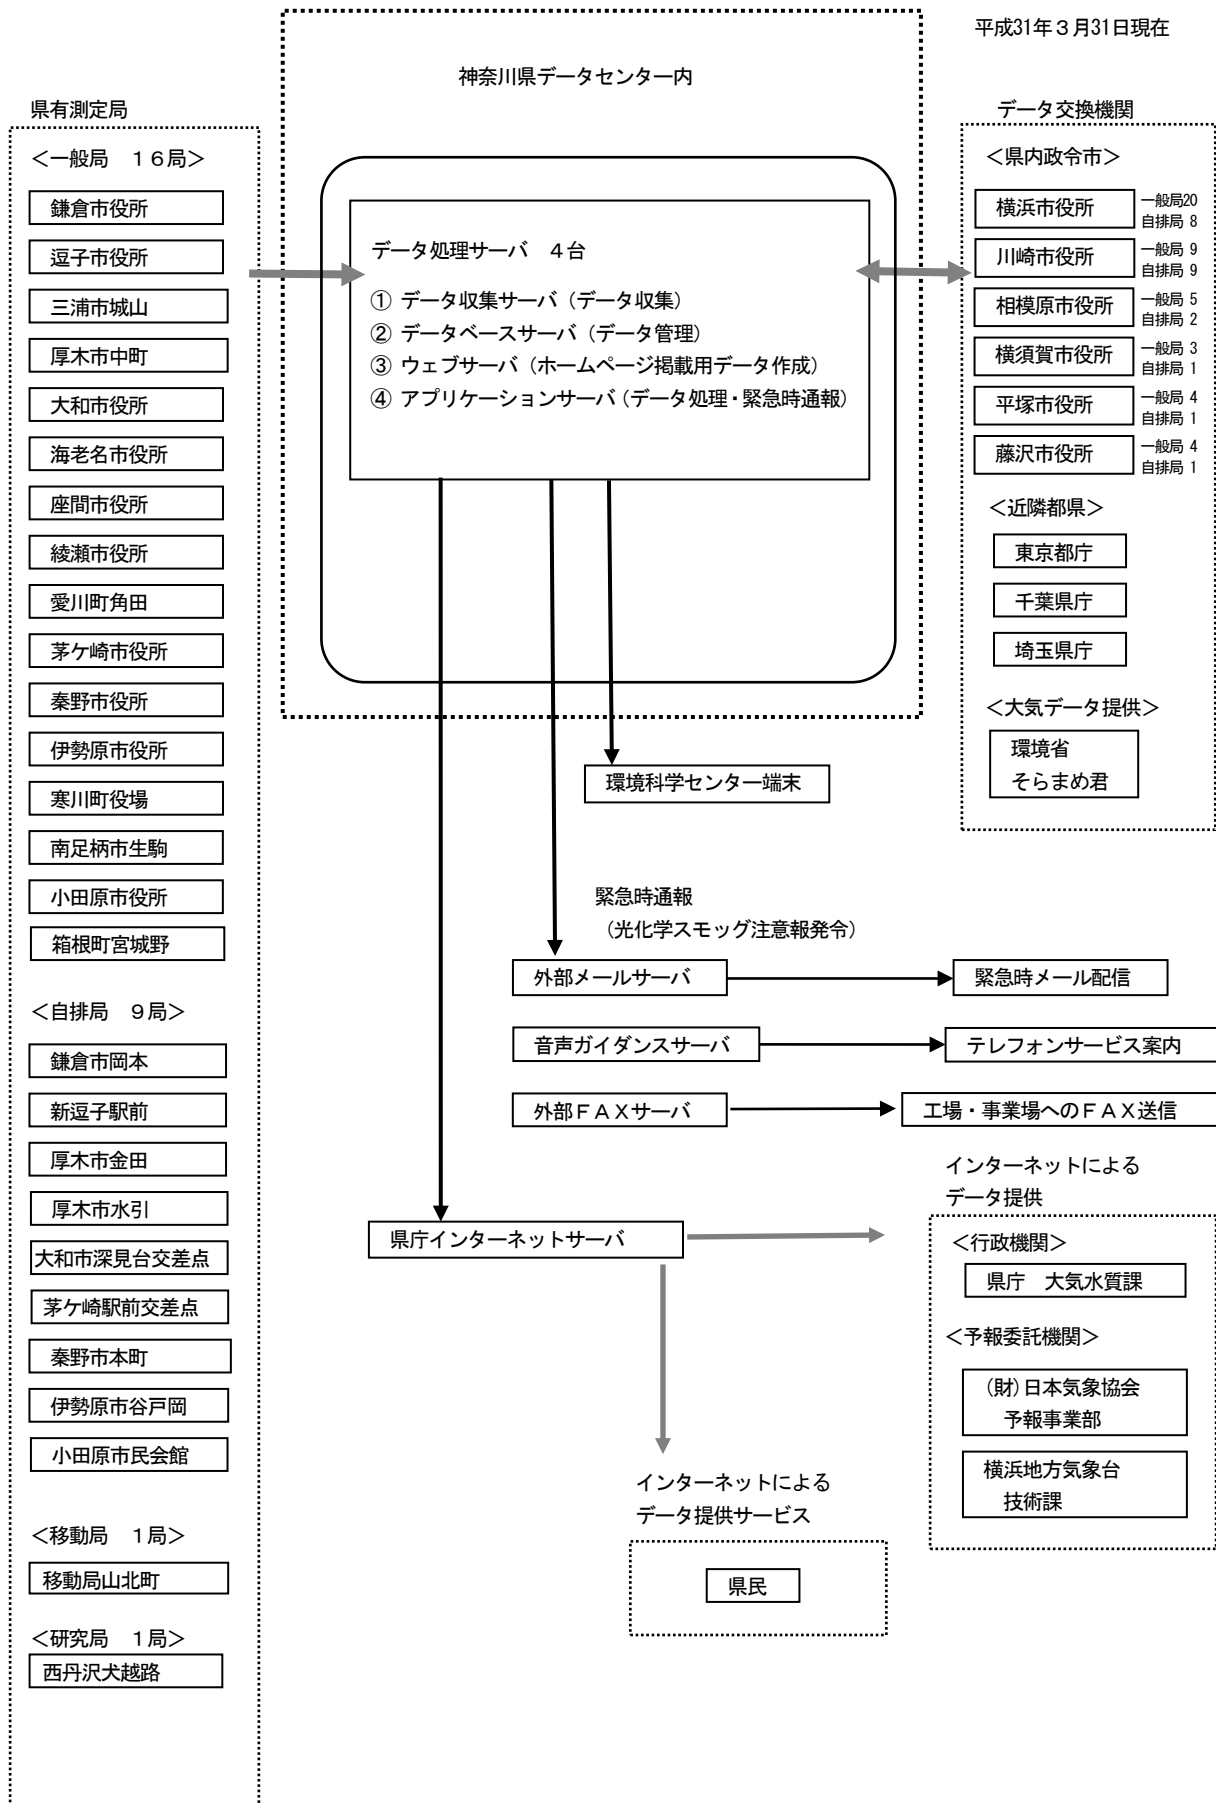 平成31年３月31日現在
神奈川県データセンター内
県有測定局
＜一般局　１６局＞
鎌倉市役所
逗子市役所
三浦市城山
厚木市中町
大和市役所
海老名市役所
座間市役所
綾瀬市役所
愛川町角田
茅ケ崎市役所
秦野市役所
伊勢原市役所
寒川町役場
南足柄市生駒
小田原市役所
箱根町宮城野
＜自排局　９局＞
鎌倉市岡本
新逗子駅前
厚木市金田
厚木市水引
大和市深見台交差点
茅ケ崎駅前交差点
秦野市本町
伊勢原市谷戸岡
小田原市民会館
＜移動局　１局＞
移動局山北町
＜研究局　１局＞
西丹沢犬越路
データ処理サーバ　４台
① データ収集サーバ（データ収集）
② データベースサーバ（データ管理）
③ ウェブサーバ（ホームページ掲載用データ作成）
④ アプリケーションサーバ（データ処理・緊急時通報）
データ交換機関
＜県内政令市＞
横浜市役所
一般局20
自排局 8
川崎市役所
一般局 9
自排局 9
相模原市役所
一般局 5
自排局 2
横須賀市役所
一般局 3
自排局 1
平塚市役所
一般局 4
自排局 1
藤沢市役所
一般局 4
自排局 1
＜近隣都県＞
東京都庁
千葉県庁
埼玉県庁
＜大気データ提供＞
環境省
そらまめ君
環境科学センター端末
緊急時通報
（光化学スモッグ注意報発令）
外部メールサーバ
緊急時メール配信
音声ガイダンスサーバ
テレフォンサービス案内
外部ＦＡＸサーバ
工場・事業場へのＦＡＸ送信
県庁インターネットサーバ
インターネットによる
データ提供
＜行政機関＞
県庁　大気水質課
＜予報委託機関＞
(財)日本気象協会
予報事業部
横浜地方気象台
技術課
インターネットによる
データ提供サービス
県民